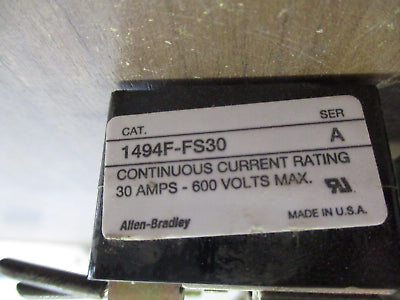 CAT. SER
1494F-FS30 A
CONTINUOUS CURRENT RATING
30 AMPS - 600 VOLTS MAX.
Allen-Bradley MADE IN U.S.A.